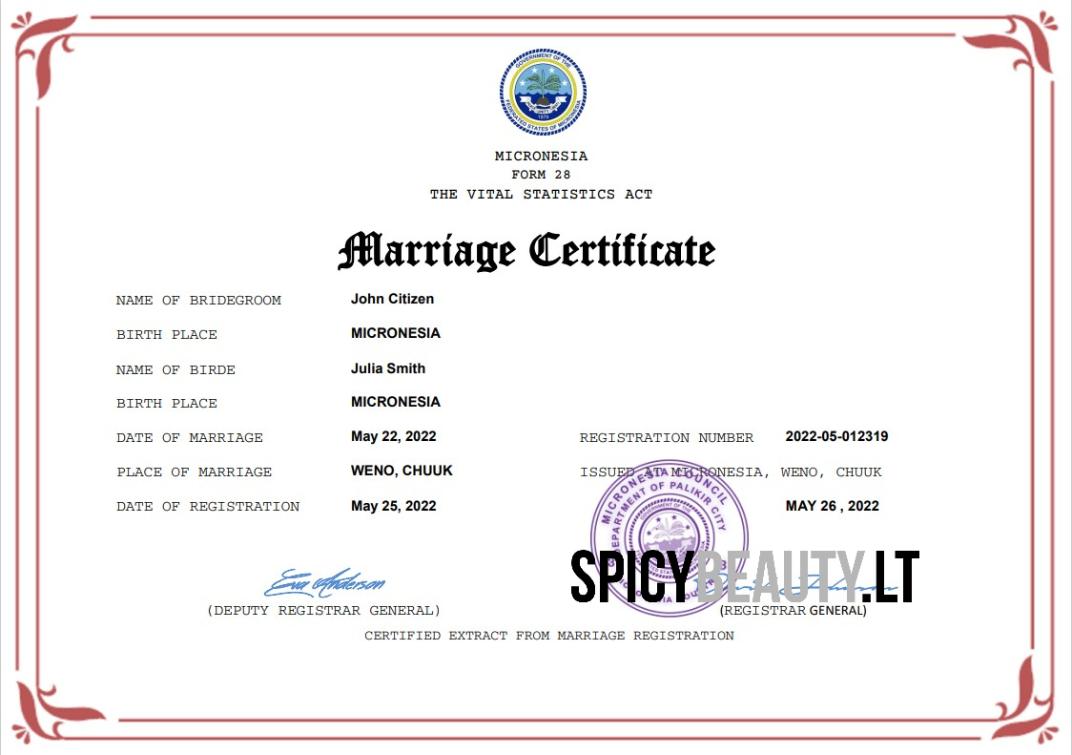 GOVERNMENT OF THE
FEDERATED STATES OF MICRONESIA
1979
MICRONESIA
FORM 28
THE VITAL STATISTICS ACT
Marriage Certificate
NAME OF BRIDEGROOM John Citizen
BIRTH PLACE MICRONESIA
NAME OF BIRDE Julia Smith
BIRTH PLACE MICRONESIA
DATE OF MARRIAGE May 22, 2022 REGISTRATION NUMBER 2022-05-012319
PLACE OF MARRIAGE WENO, CHUUK ISSUED AT MICRONESIA, WENO, CHUUK
DATE OF REGISTRATION May 25, 2022 MAY 26 , 2022
MICRONESIA COUNCIL
DEPARTMENT OF PALIKIR CITY
GOVERNMENT OF THE
Eva Anderson
SPICYBEAUTY.LT
(DEPUTY REGISTRAR GENERAL) (REGISTRAR GENERAL)
CERTIFIED EXTRACT FROM MARRIAGE REGISTRATION